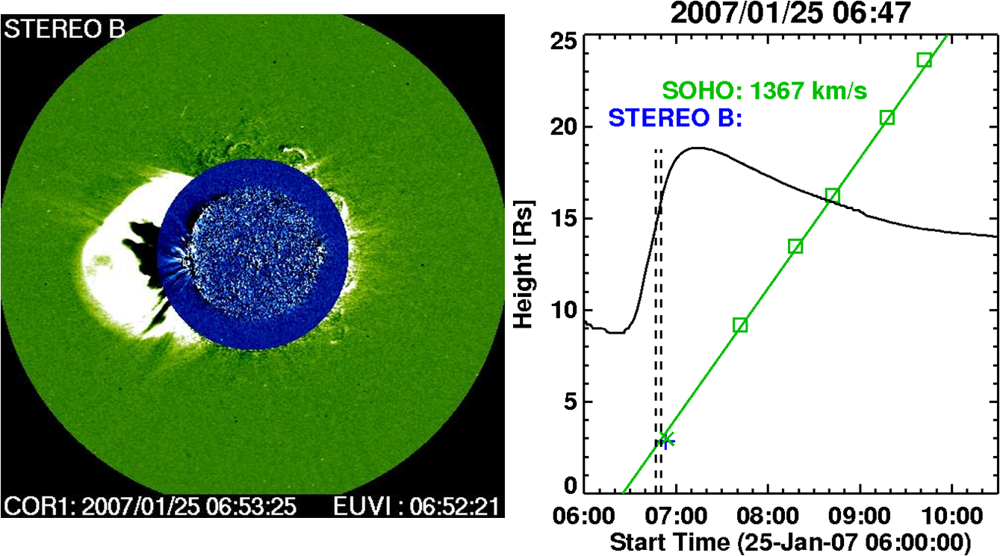 STEREO B
COR1: 2007/01/25 06:53:25
EUVI : 06:52:21
2007/01/25 06:47
25
20
15
10
5
0
Height [Rs]
SOHO: 1367 km/s
STEREO B:
06:00
07:00
08:00
09:00
10:00
Start Time (25-Jan-07 06:00:00)